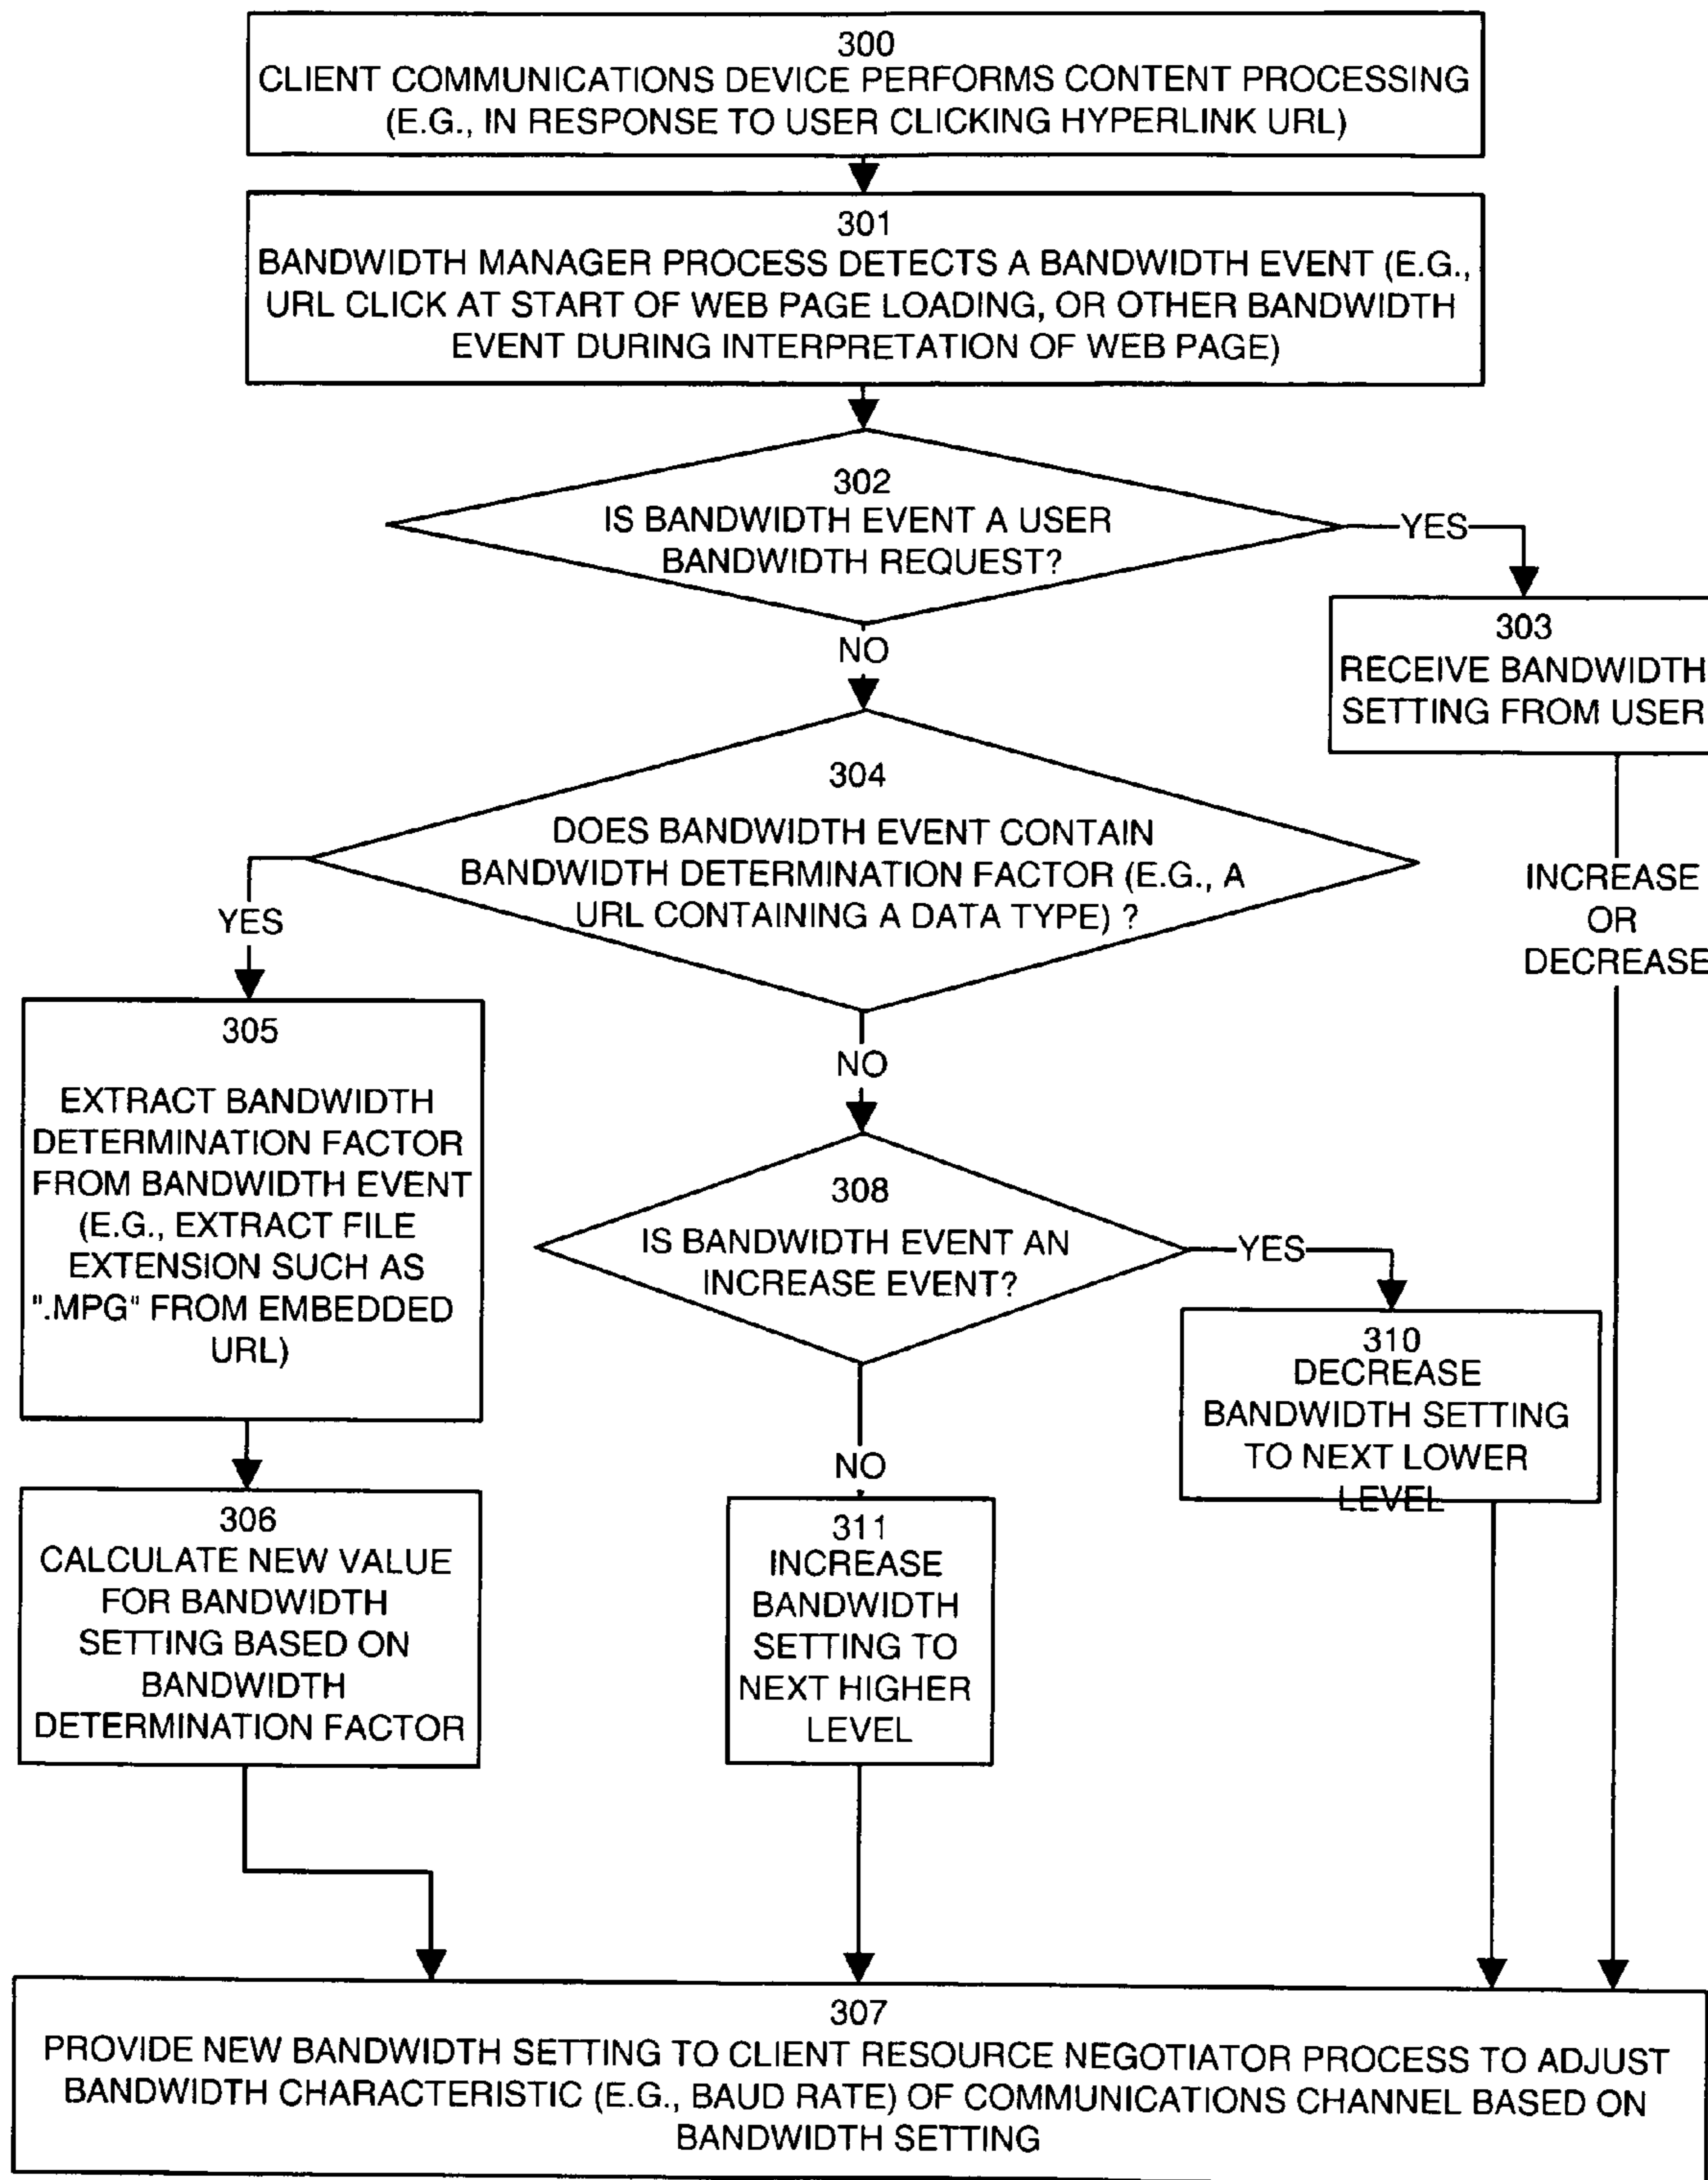 300
CLIENT COMMUNICATIONS DEVICE PERFORMS CONTENT PROCESSING
(E.G., IN RESPONSE TO USER CLICKING HYPERLINK URL)
301
BANDWIDTH MANAGER PROCESS DETECTS A BANDWIDTH EVENT (E.G.,
URL CLICK AT START OF WEB PAGE LOADING, OR OTHER BANDWIDTH
EVENT DURING INTERPRETATION OF WEB PAGE)
302
IS BANDWIDTH EVENT A USER
BANDWIDTH REQUEST?
YES
NO
303
RECEIVE BANDWIDTH
SETTING FROM USER
INCREASE
OR
DECREASE
304
DOES BANDWIDTH EVENT CONTAIN
BANDWIDTH DETERMINATION FACTOR (E.G., A
URL CONTAINING A DATA TYPE) ?
YES
NO
305
EXTRACT BANDWIDTH
DETERMINATION FACTOR
FROM BANDWIDTH EVENT
(E.G., EXTRACT FILE
EXTENSION SUCH AS
".MPG" FROM EMBEDDED
URL)
308
IS BANDWIDTH EVENT AN
INCREASE EVENT?
YES
NO
310
DECREASE
BANDWIDTH SETTING
TO NEXT LOWER
LEVEL
306
CALCULATE NEW VALUE
FOR BANDWIDTH
SETTING BASED ON
BANDWIDTH
DETERMINATION FACTOR
311
INCREASE
BANDWIDTH
SETTING TO
NEXT HIGHER
LEVEL
307
PROVIDE NEW BANDWIDTH SETTING TO CLIENT RESOURCE NEGOTIATOR PROCESS TO ADJUST
BANDWIDTH CHARACTERISTIC (E.G., BAUD RATE) OF COMMUNICATIONS CHANNEL BASED ON
BANDWIDTH SETTING